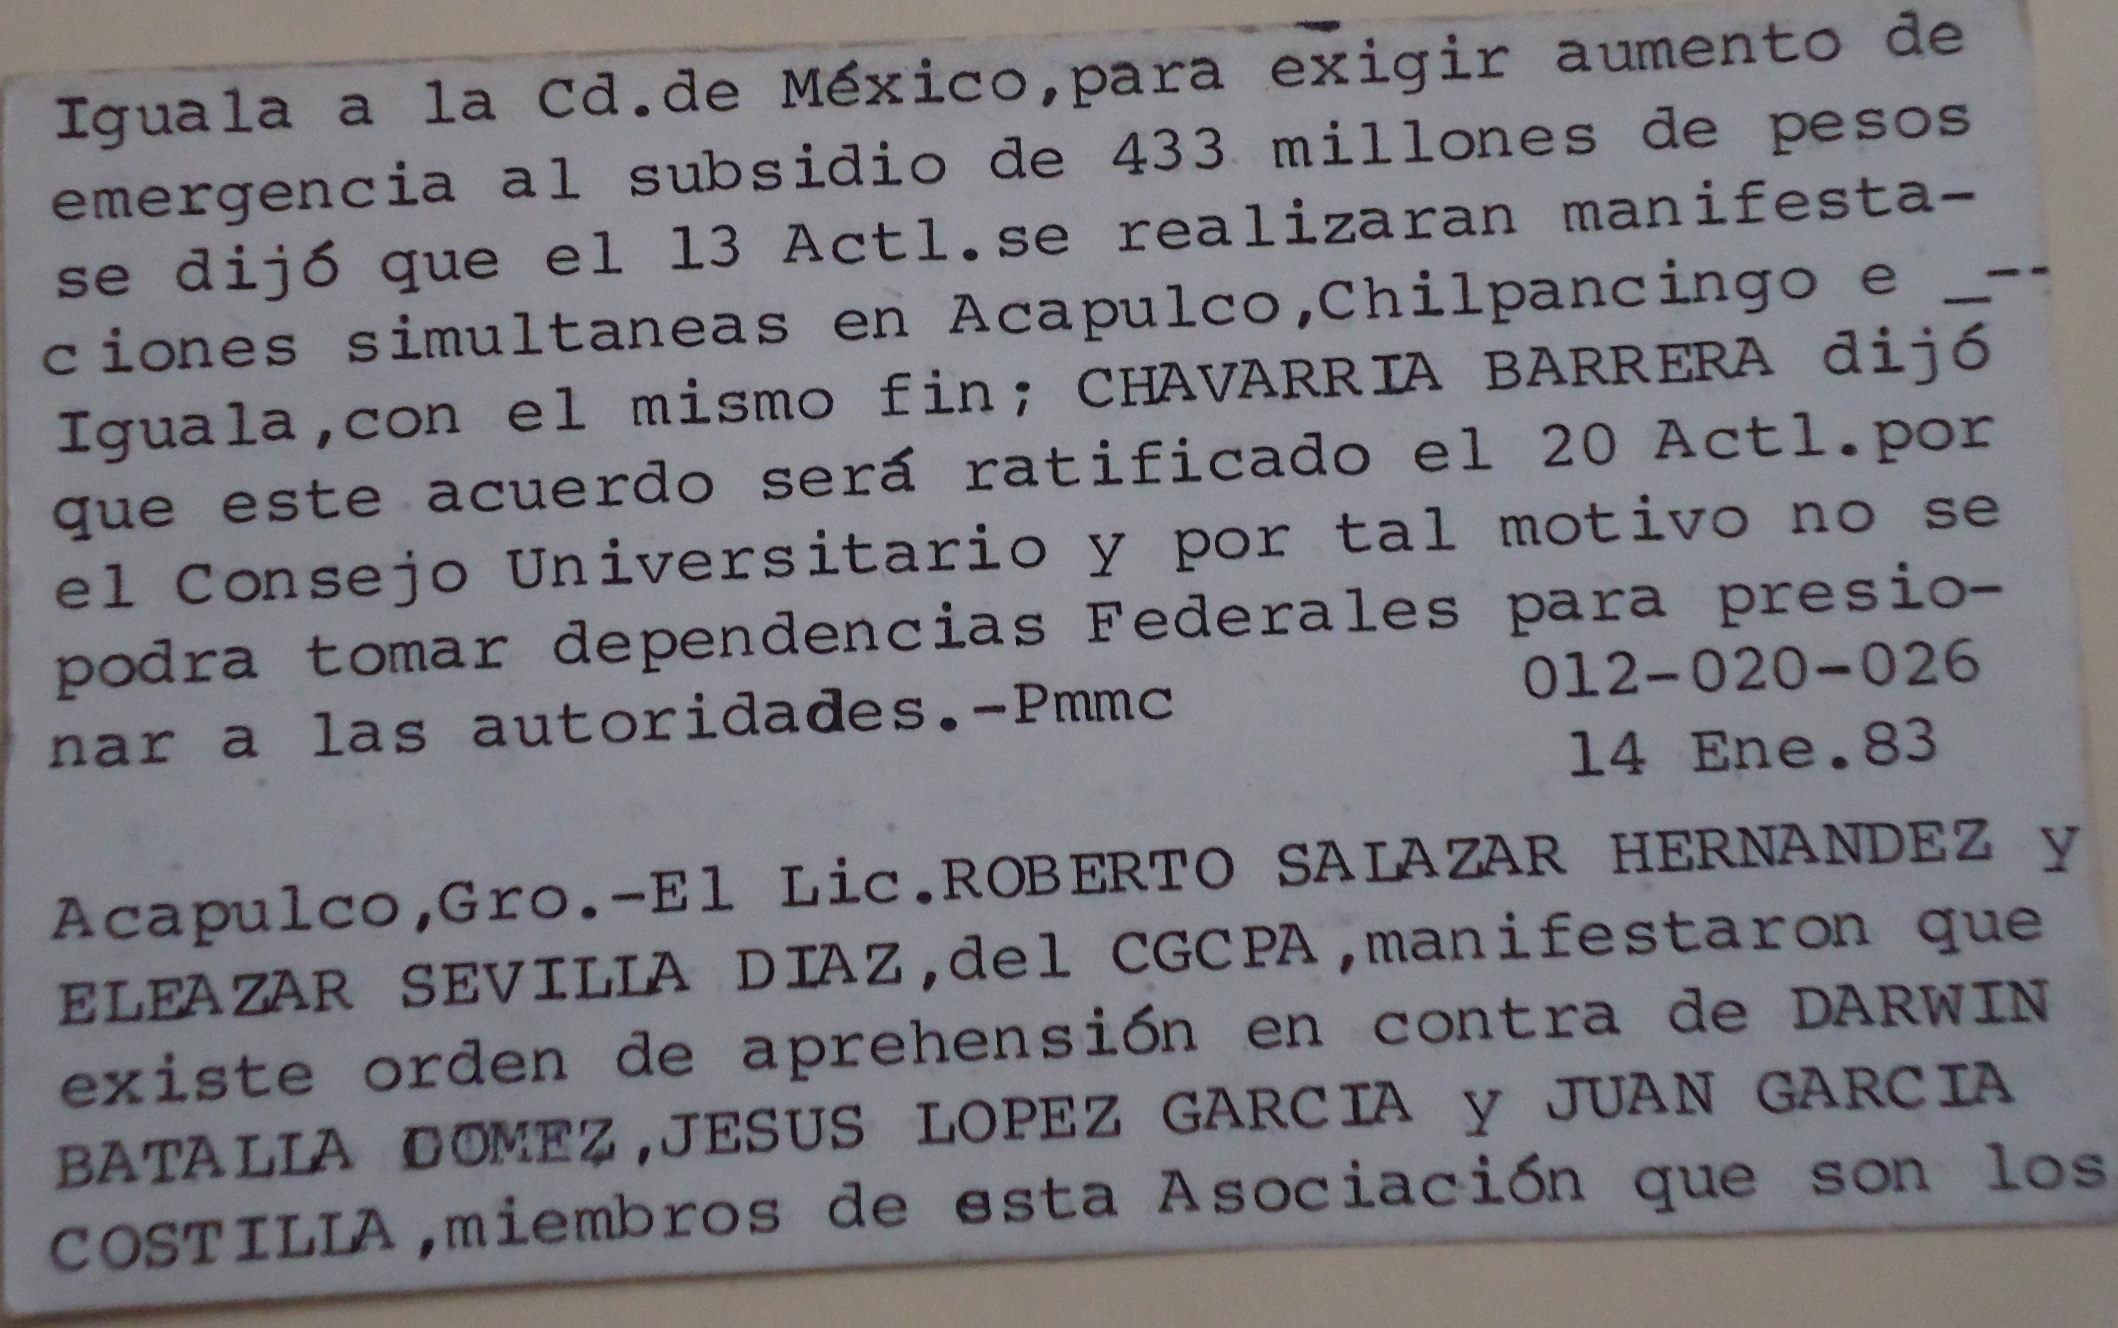 Iguala a la Cd.de México,para exigir aumento de
emergencia al subsidio de 433 millones de pesos
se dijó que el 13 Actl.se realizaran manifesta-
ciones simultaneas en Acapulco,Chilpancingo e _--
Iguala,con el mismo fin; CHAVARRIA BARRERA dijó
que este acuerdo será ratificado el 20 Actl.por
el Consejo Universitario y por tal motivo no se
podra tomar dependencias Federales para presio-
nar a las autoridades.-Pmmc 012-020-026
14 Ene.83
Acapulco,Gro.-El Lic.ROBERTO SALAZAR HERNANDEZ y
ELEAZAR SEVILLA DIAZ,del CGCPA,manifestaron que
existe orden de aprehensión en contra de DARWIN
BATALLA GOMEZ,JESUS LOPEZ GARCIA y JUAN GARCIA
COSTILLA,miembros de esta Asociación que son los